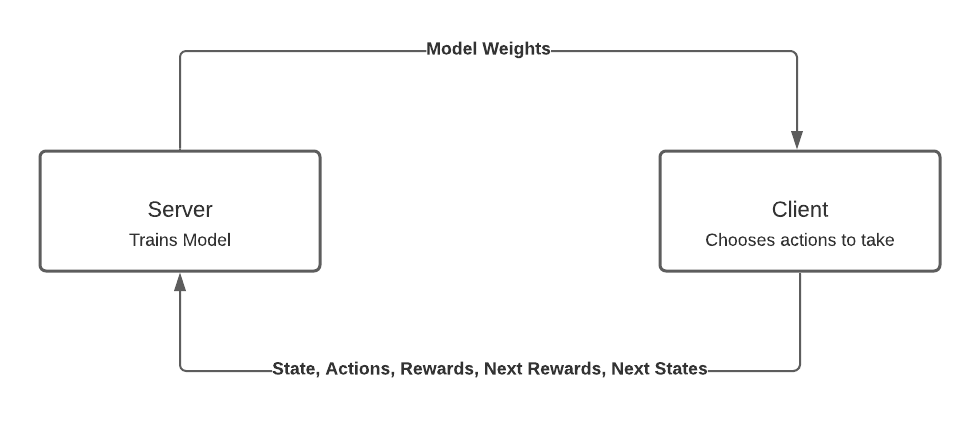 Model Weights
Server
Trains Model
Client
Chooses actions to take
State, Actions, Rewards, Next Rewards, Next States